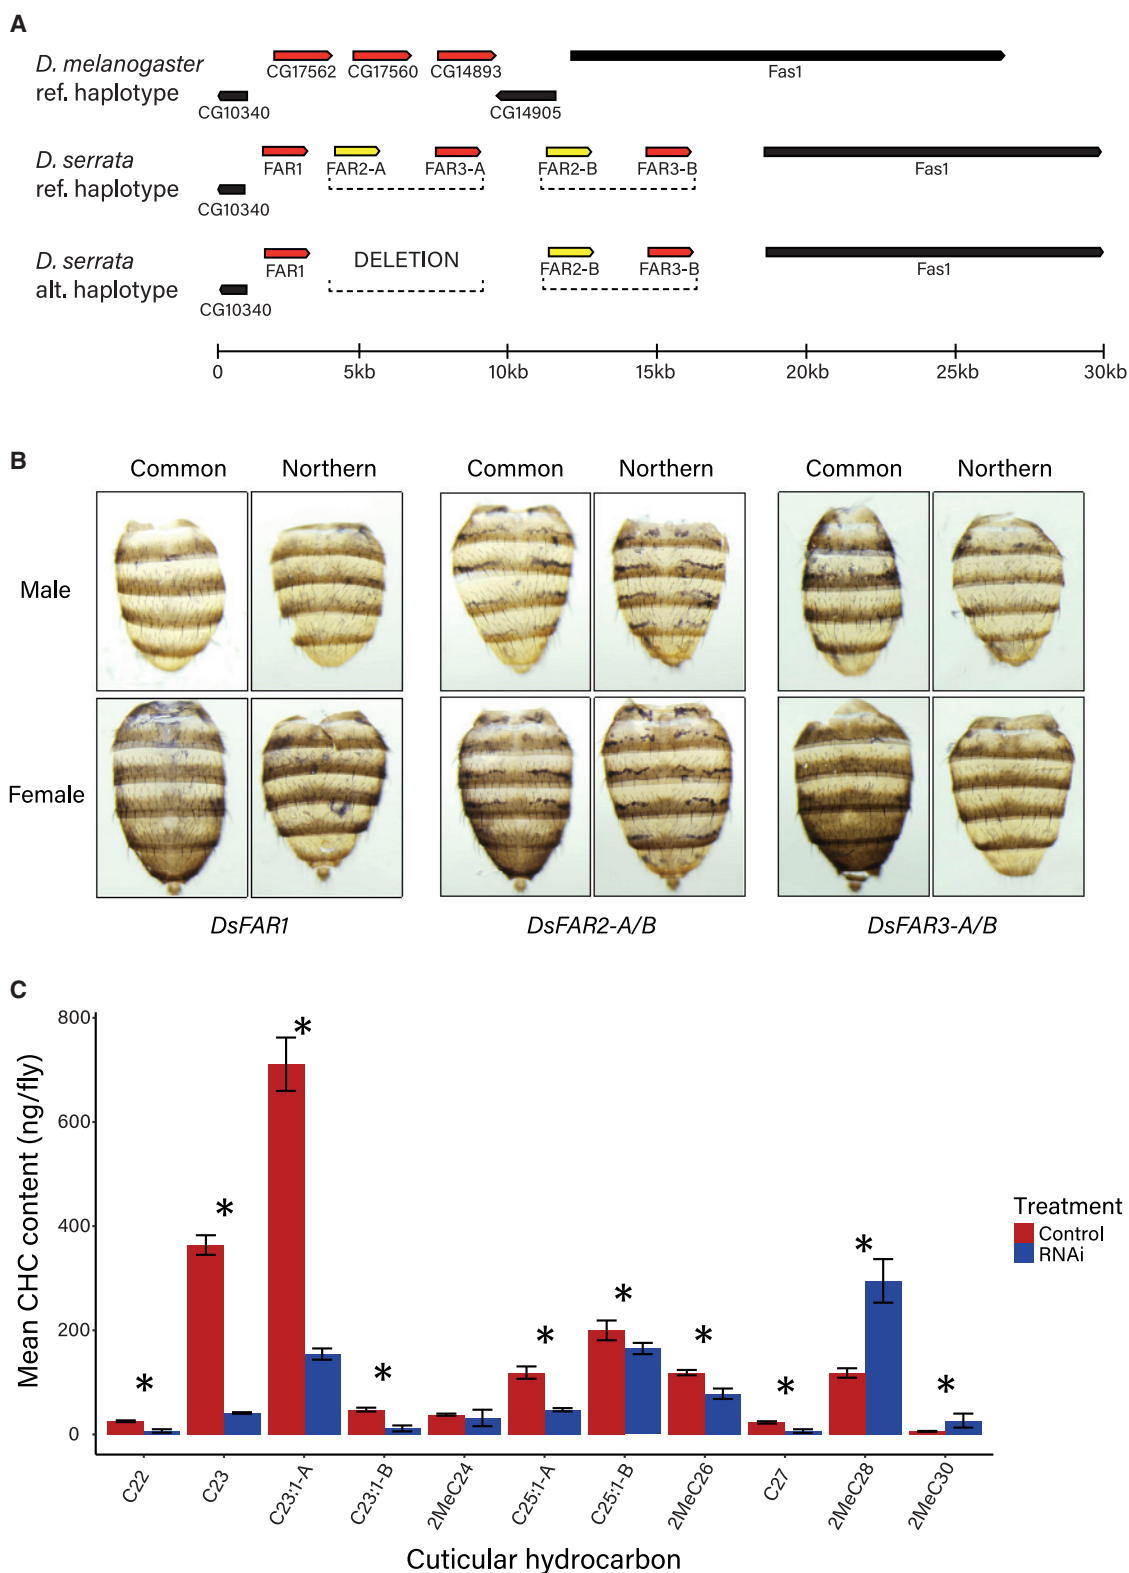 A
D. melanogaster
ref. haplotype
CG17562
CG17560
CG14893
Fas1
CG10340
CG14905
D. serrata
ref. haplotype
FAR1
FAR2-A
FAR3-A
FAR2-B
FAR3-B
Fas1
CG10340
D. serrata
alt. haplotype
FAR1
DELETION
FAR2-B
FAR3-B
Fas1
CG10340
0 5kb 10kb 15kb 20kb 25kb 30kb
B
Common Northern Common Northern Common Northern
Male
Female
DsFAR1 DsFAR2-A/B DsFAR3-A/B
C
Mean CHC content (ng/fly)
800
600
400
200
0
* * * * * * * * * *
Treatment
Control
RNAi
C22 C23 C23:1-A C23:1-B 2MeC24 C25:1-A C25:1-B 2MeC26 C27 2MeC28 2MeC30
Cuticular hydrocarbon